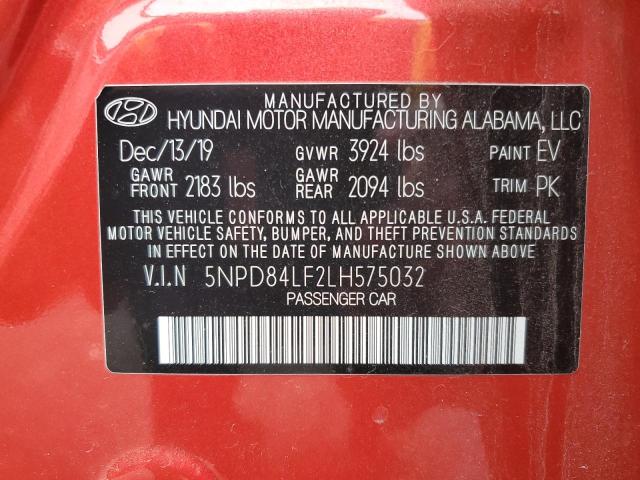 MANUFACTURED BY
HYUNDAI MOTOR MANUFACTURING ALABAMA, LLC
Dec/13/19 GVWR 3924 lbs PAINT EV
GAWR FRONT 2183 lbs GAWR REAR 2094 lbs TRIM PK
THIS VEHICLE CONFORMS TO ALL APPLICABLE U.S.A. FEDERAL
MOTOR VEHICLE SAFETY, BUMPER, AND THEFT PREVENTION STANDARDS
IN EFFECT ON THE DATE OF MANUFACTURE SHOWN ABOVE.
V.I.N 5NPD84LF2LH575032
PASSENGER CAR